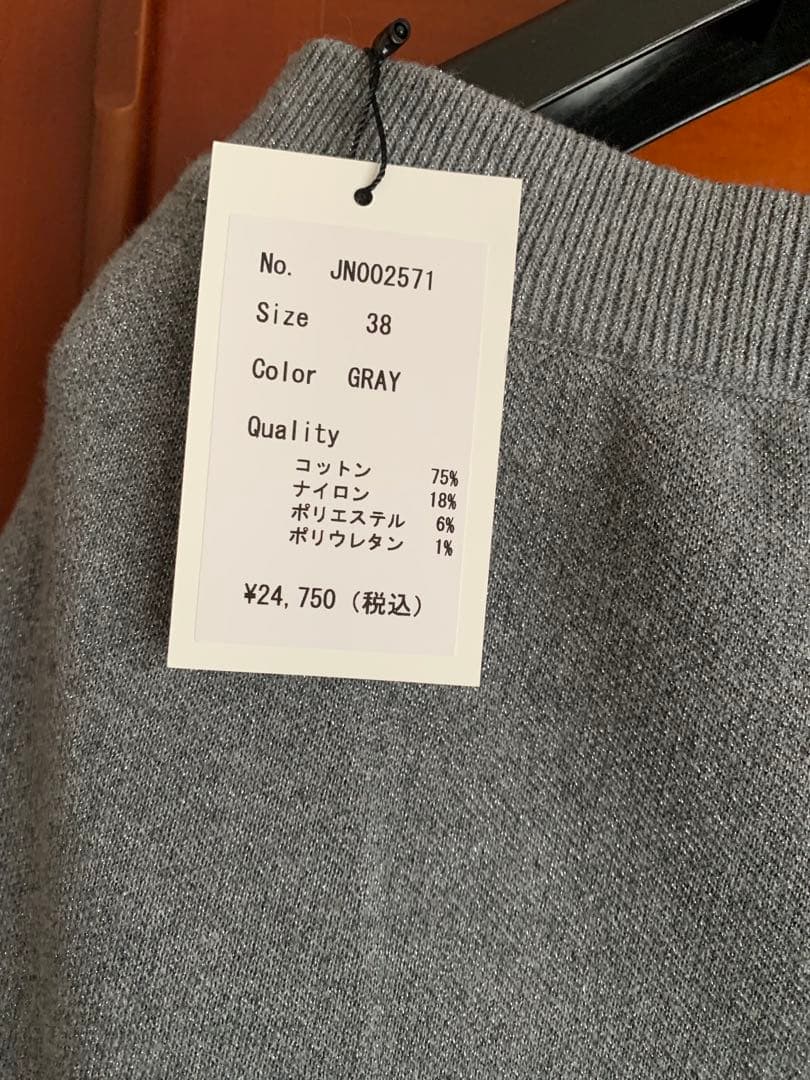 No. JN002571
Size 38
Color GRAY
Quality
コットン 75%
ナイロン 18%
ポリエステル 6%
ポリウレタン 1%
¥24,750 (税込)